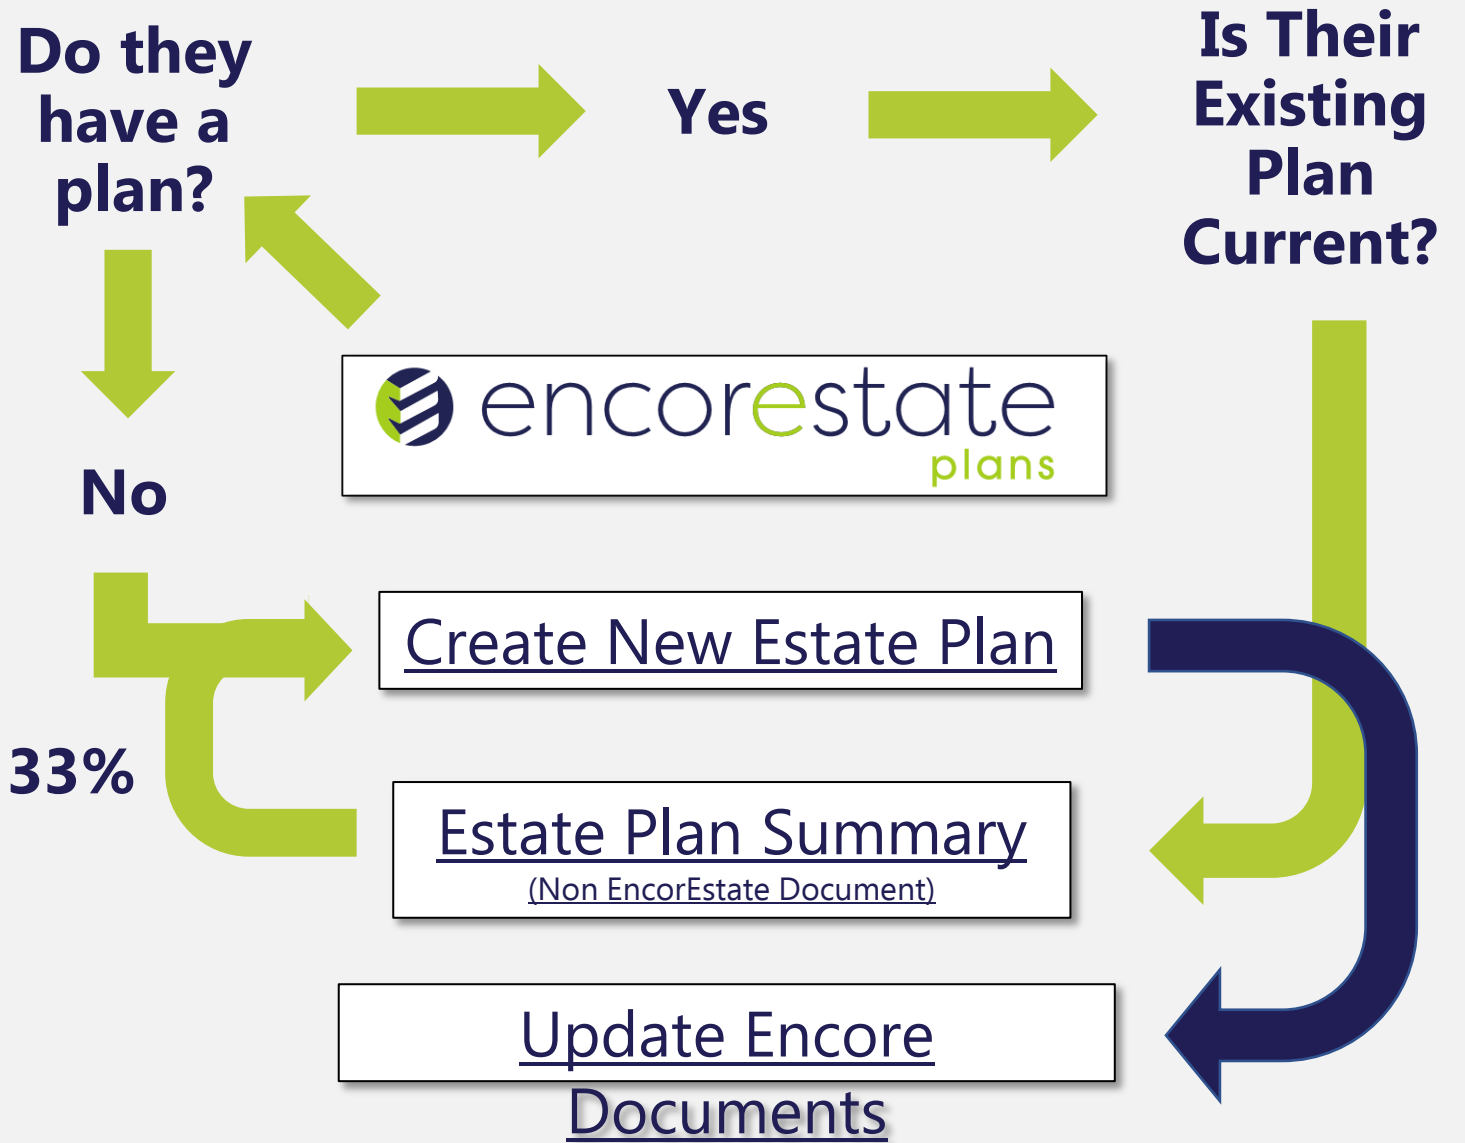 Do they
have a
plan?
Yes
Is Their
Existing
Plan
Current?
encorestate
plans
No
Create New Estate Plan
33%
Estate Plan Summary
(Non EncorEstate Document)
Update Encore
Documents